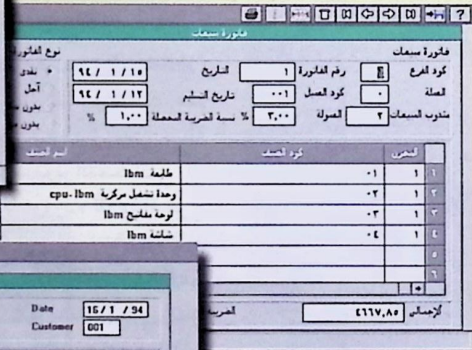 فاتورة مبيعات
فاتورة مبيعات
نوع الفاتورة
كود الفرع رقم الفاتورة ١ التاريخ ٩٤/ ١ /١٥
نقدى
العملة ٠ كود العميل ٠٠١ تاريخ التسليم ٩٤/ ١ /١٢
آجل
مندوب المبيعات ٢ العمولة ٣,٠٠ % نسبة الضريبة المحصلة ١,٠٠ %
بدون
بدون
المخزن كود الصنف اسم الصنف
١ ١ ٠١ طابعة Ibm
٢ ١ ٠٢ وحدة تشغيل مركزية cpu-Ibm
٣ ١ ٠٣ لوحة مفاتيح Ibm
٤ ١ ٠٤ شاشة Ibm
٥
٦
الإجمالى ٤٦٦٧,٨٥ الضريبة
Date 15/1 /94
Customer 001